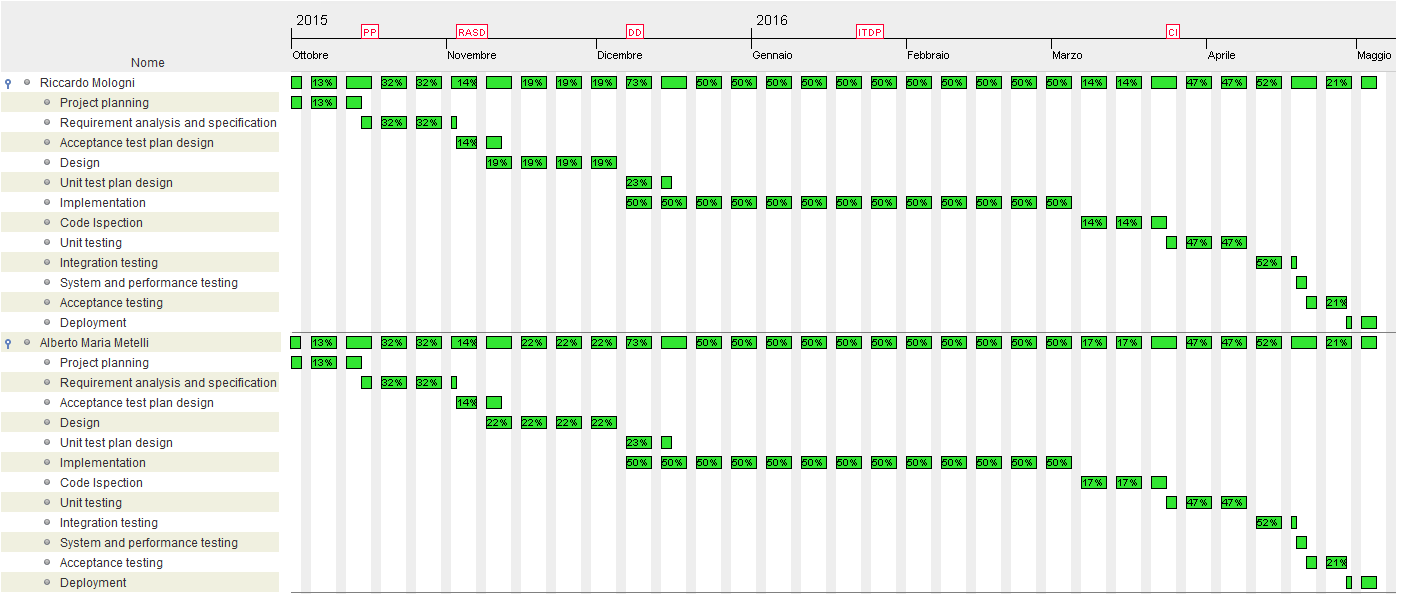 2015 2016
PP RASD DD ITDP CI
Ottobre Novembre Dicembre Gennaio Febbraio Marzo Aprile Maggio
Nome
Riccardo Mologni 13% 32% 32% 14% 19% 19% 19% 73% 50% 50% 50% 50% 50% 50% 50% 50% 50% 50% 50% 14% 14% 47% 47% 52% 21%
Project planning 13%
Requirement analysis and specification 32% 32%
Acceptance test plan design 14%
Design 19% 19% 19% 19%
Unit test plan design 23%
Implementation 50% 50% 50% 50% 50% 50% 50% 50% 50% 50% 50% 50% 50%
Code Ispection 14% 14%
Unit testing 47% 47%
Integration testing 52%
System and performance testing
Acceptance testing 21%
Deployment
Alberto Maria Metelli 13% 32% 32% 14% 22% 22% 22% 73% 50% 50% 50% 50% 50% 50% 50% 50% 50% 50% 50% 17% 17% 47% 47% 52% 21%
Project planning 13%
Requirement analysis and specification 32% 32%
Acceptance test plan design 14%
Design 22% 22% 22% 22%
Unit test plan design 23%
Implementation 50% 50% 50% 50% 50% 50% 50% 50% 50% 50% 50% 50% 50%
Code Ispection 17% 17%
Unit testing 47% 47%
Integration testing 52%
System and performance testing
Acceptance testing 21%
Deployment